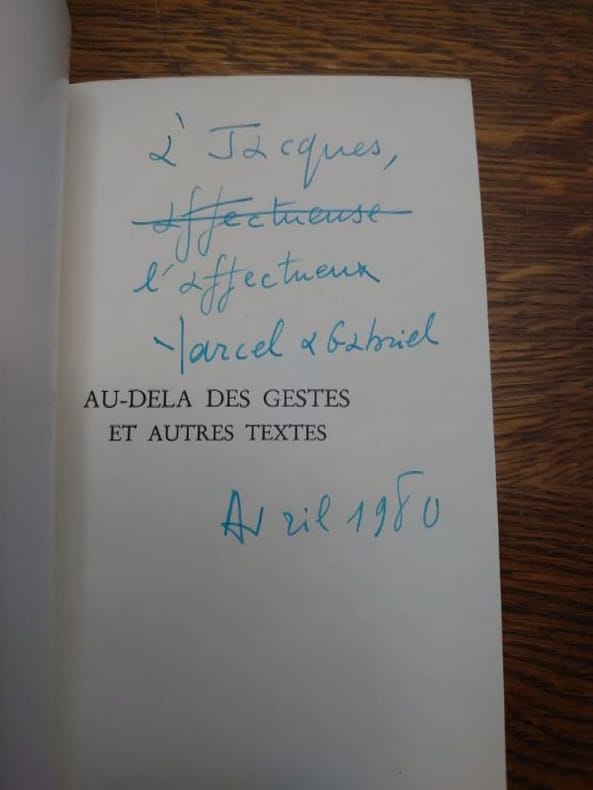 à Jacques,
affectueuse
l'affectueux
Marcel & Gabriel
AU-DELA DES GESTES
ET AUTRES TEXTES
Avril 1980